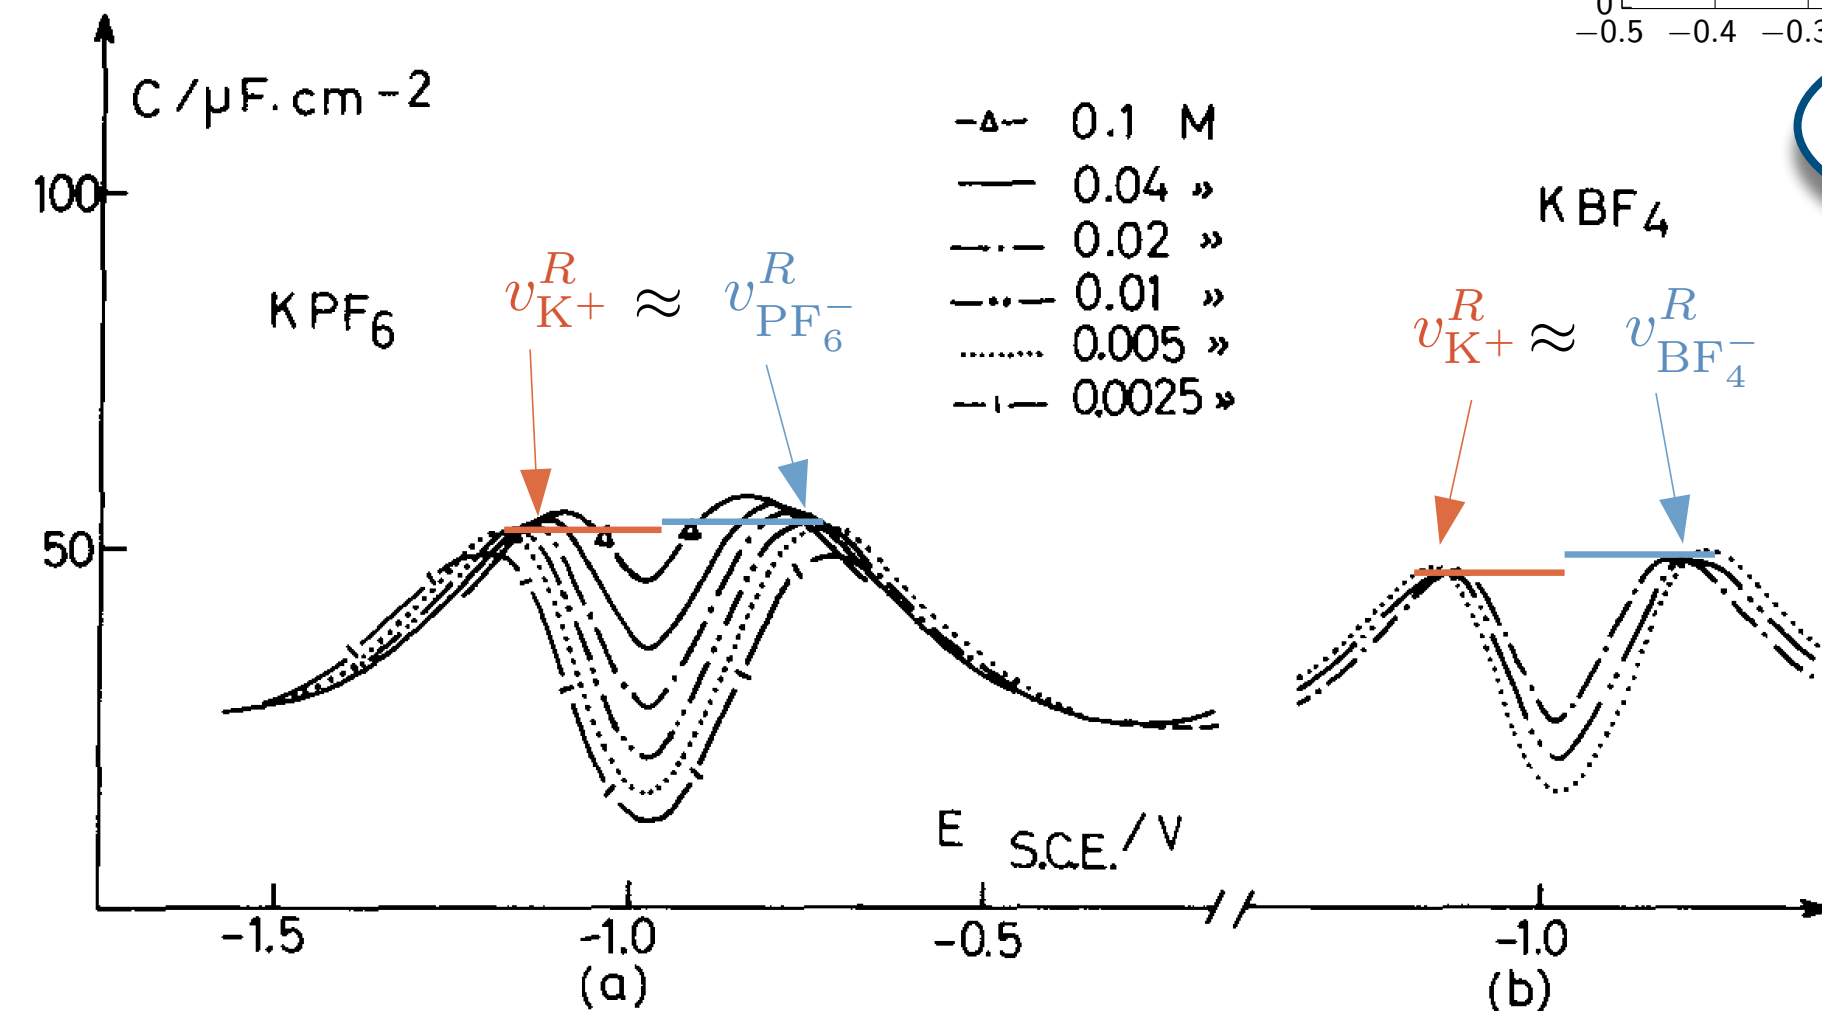 0
−0.5 −0.4 −0.3
C /µF. cm -2
-Δ- 0.1 M
100
0.04 »
KBF4
0.02 »
v^R_K+ ≈ v^R_PF6−
0.01 »
KPF6
v^R_K+ ≈ v^R_BF4−
0.005 »
0.0025 »
50
E S.C.E. / V
-1.5 -1.0 -0.5 -1.0
(a) (b)